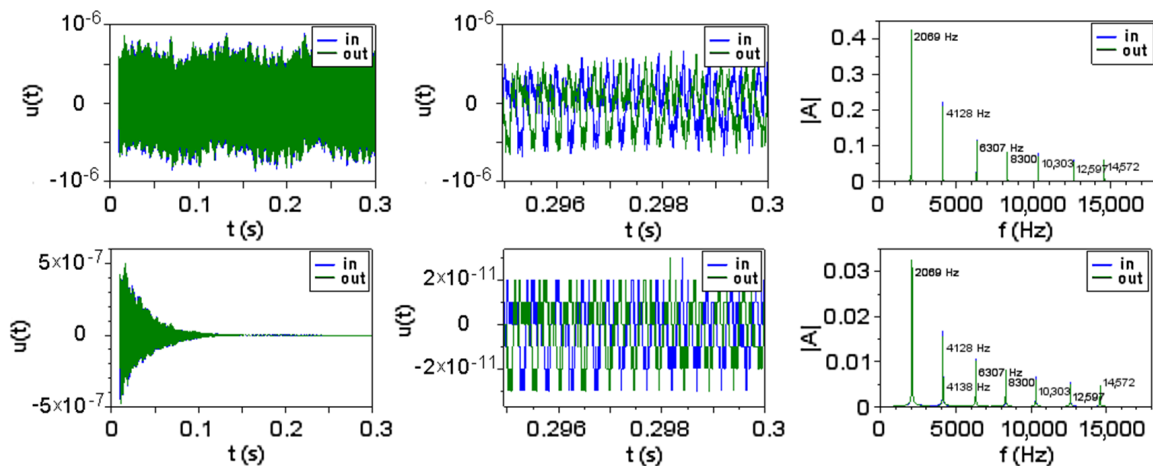 10-6
0
-10-6
u(t)
in
out
0 0.1 0.2 0.3
t (s)
10-6
0
-10-6
u(t)
in
out
0.296 0.298 0.3
t (s)
0.4
0.3
0.2
0.1
0
|A|
in
out
2069 Hz
4128 Hz
6307 Hz
8300
10,303
12,597
14,572
0 5000 10,000 15,000
f (Hz)
5×10-7
0
-5×10-7
u(t)
in
out
0 0.1 0.2 0.3
t (s)
2×10-11
0
-2×10-11
u(t)
in
out
0.296 0.298 0.3
t (s)
0.03
0.02
0.01
0
|A|
in
out
2069 Hz
4128 Hz
4138 Hz
6307 Hz
8300
10,303
12,597
14,572
0 5000 10,000 15,000
f (Hz)